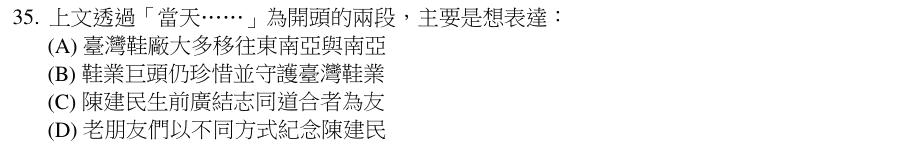 35. 上文透過「當天⋯⋯」為開頭的兩段，主要是想表達：
(A) 臺灣鞋廠大多移往東南亞與南亞
(B) 鞋業巨頭仍珍惜並守護臺灣鞋業
(C) 陳建民生前廣結志同道合者為友
(D) 老朋友們以不同方式紀念陳建民